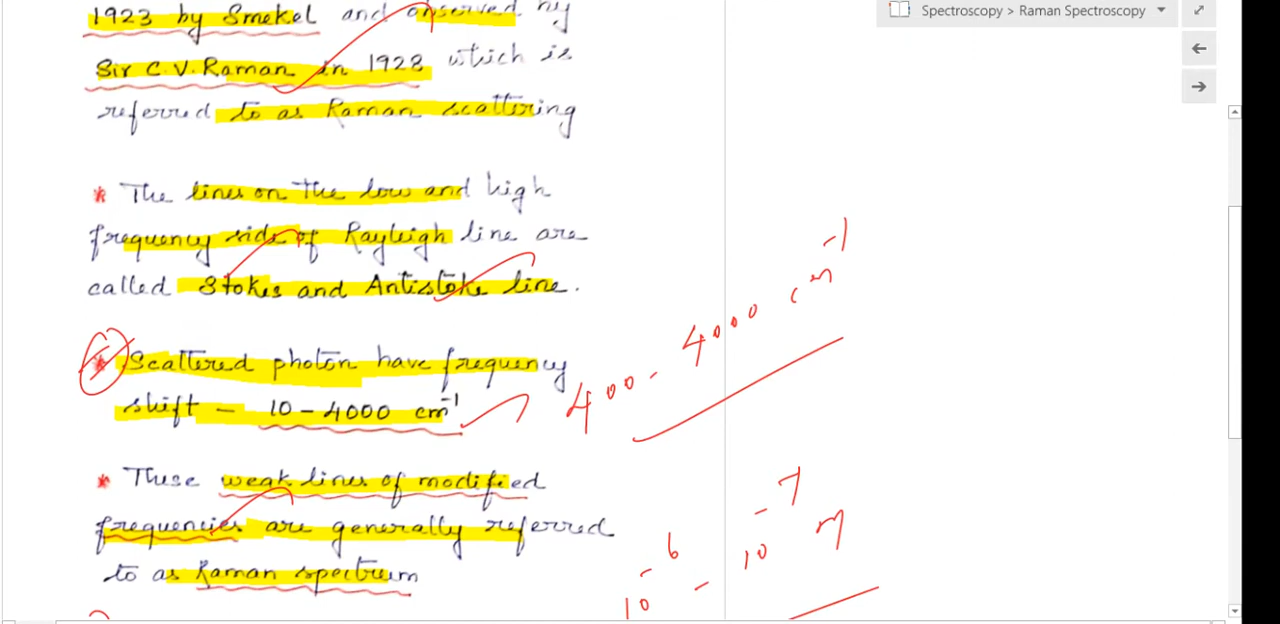 Spectroscopy > Raman Spectroscopy
1923 by Smekel and onserved by
Sir C.V. Raman in 1928 which is
referred to as Raman scattering
* The lines on the low and high
frequency side of Rayleigh line are
called Stokes and Antistoke line.
* Scattered photon have frequency
shift - 10 - 4000 cm⁻¹
400 - 4000 cm⁻¹
* These weak lines of modified
frequencies are generally referred
to as Raman spectrum
10⁻⁶ - 10⁻⁷ m